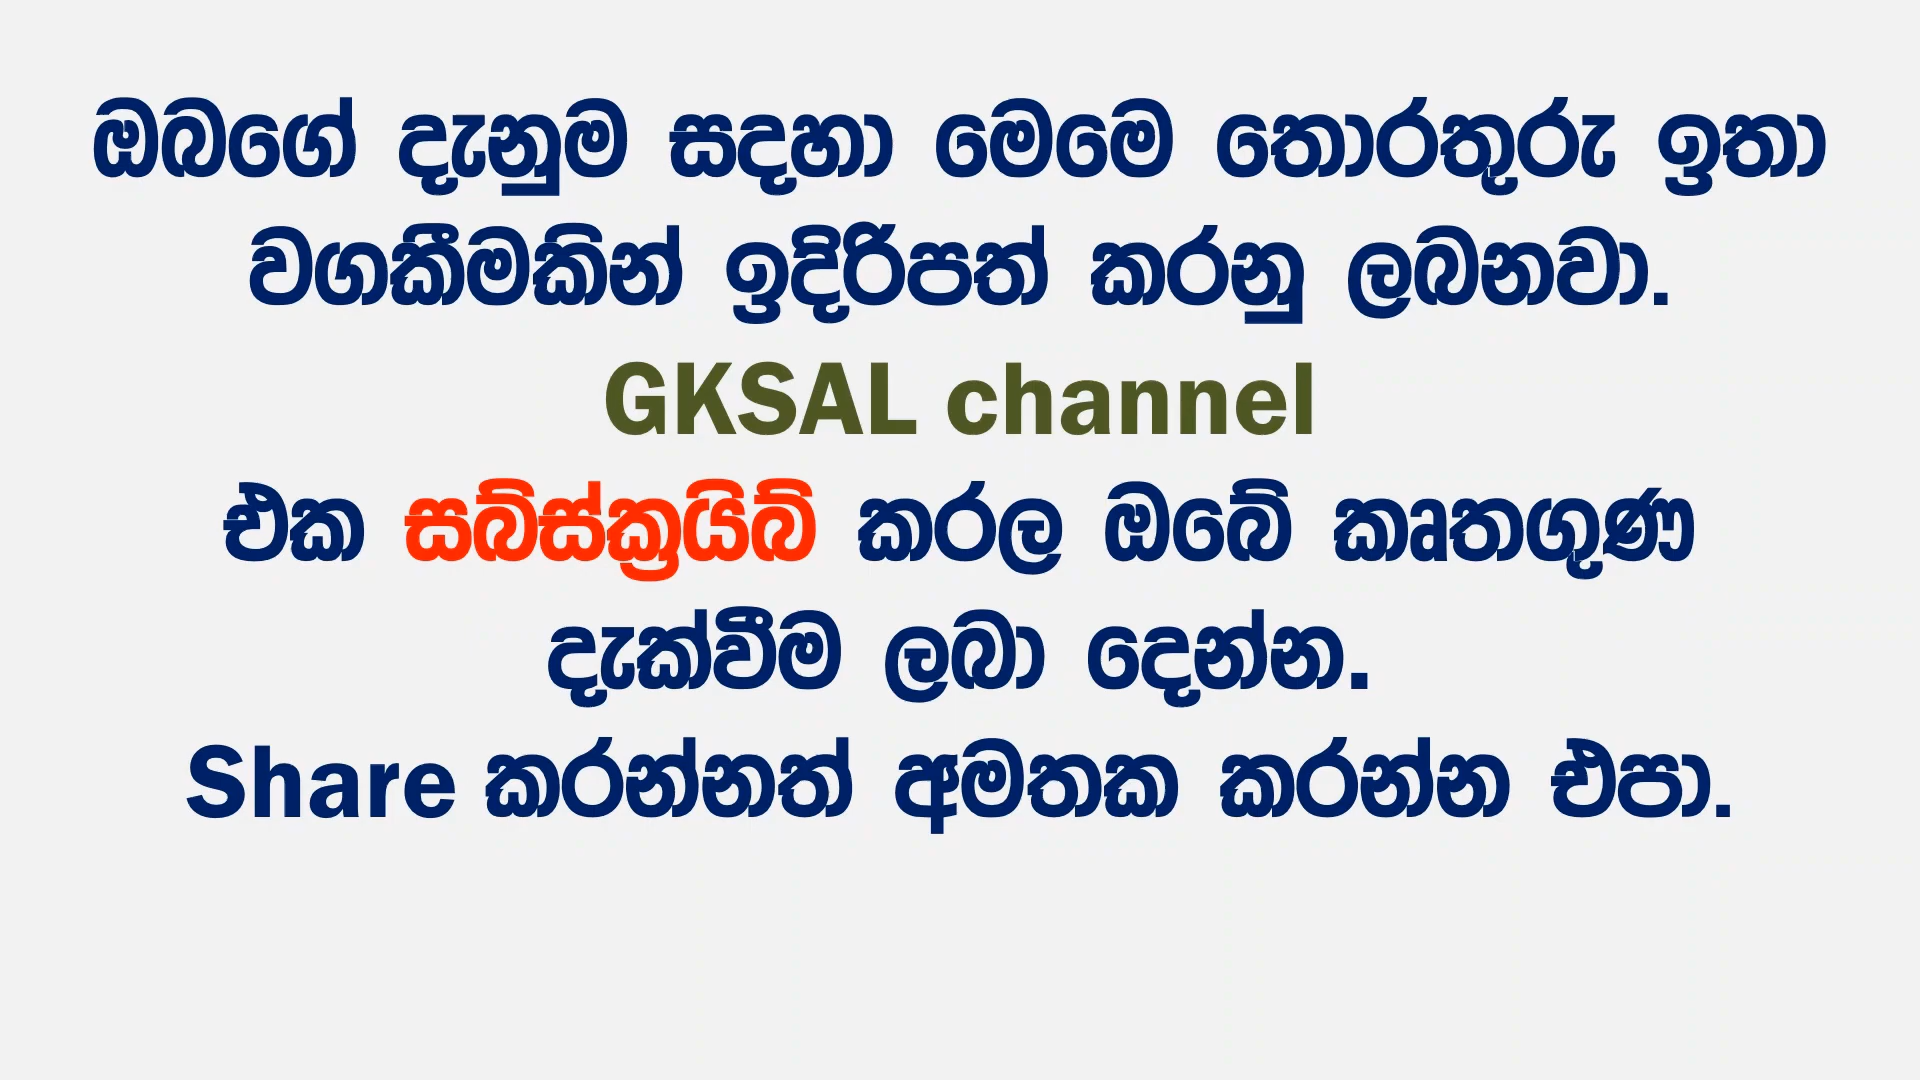 ඔබගේ දැනුම සදහා මෙමෙ තොරතුරු ඉතා
වගකීමකින් ඉදිරිපත් කරනු ලබනවා.
GKSAL channel
එක සබ්ස්ක්‍රයිබ් කරල ඔබේ කෘතගුණ
දැක්වීම ලබා දෙන්න.
Share කරන්නත් අමතක කරන්න එපා.